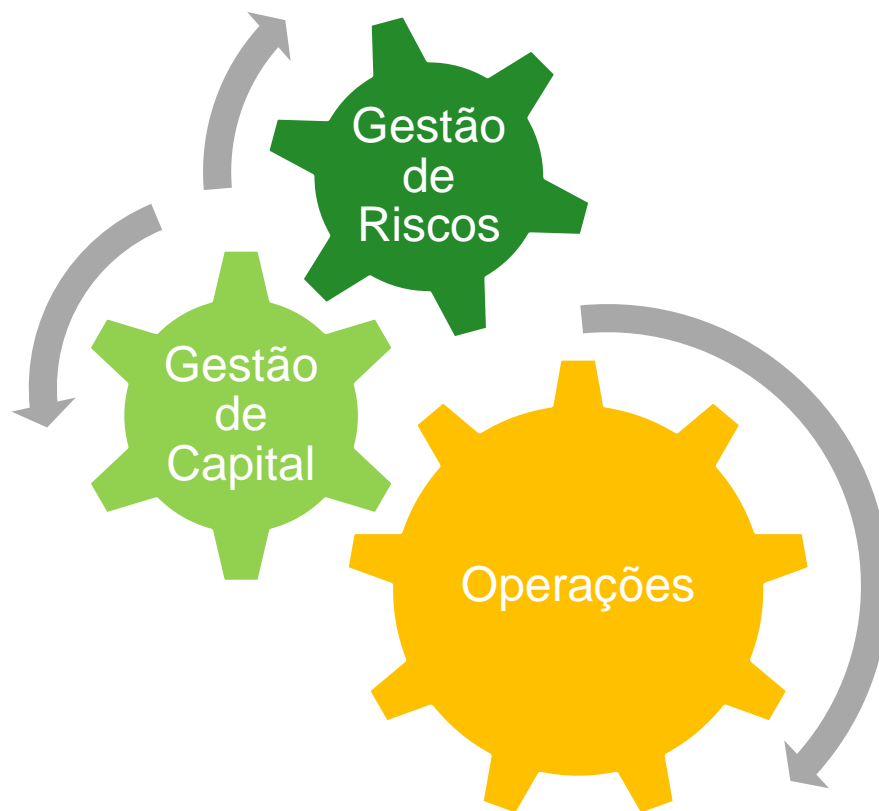 Gestão
de
Riscos
Gestão
de
Capital
Operações